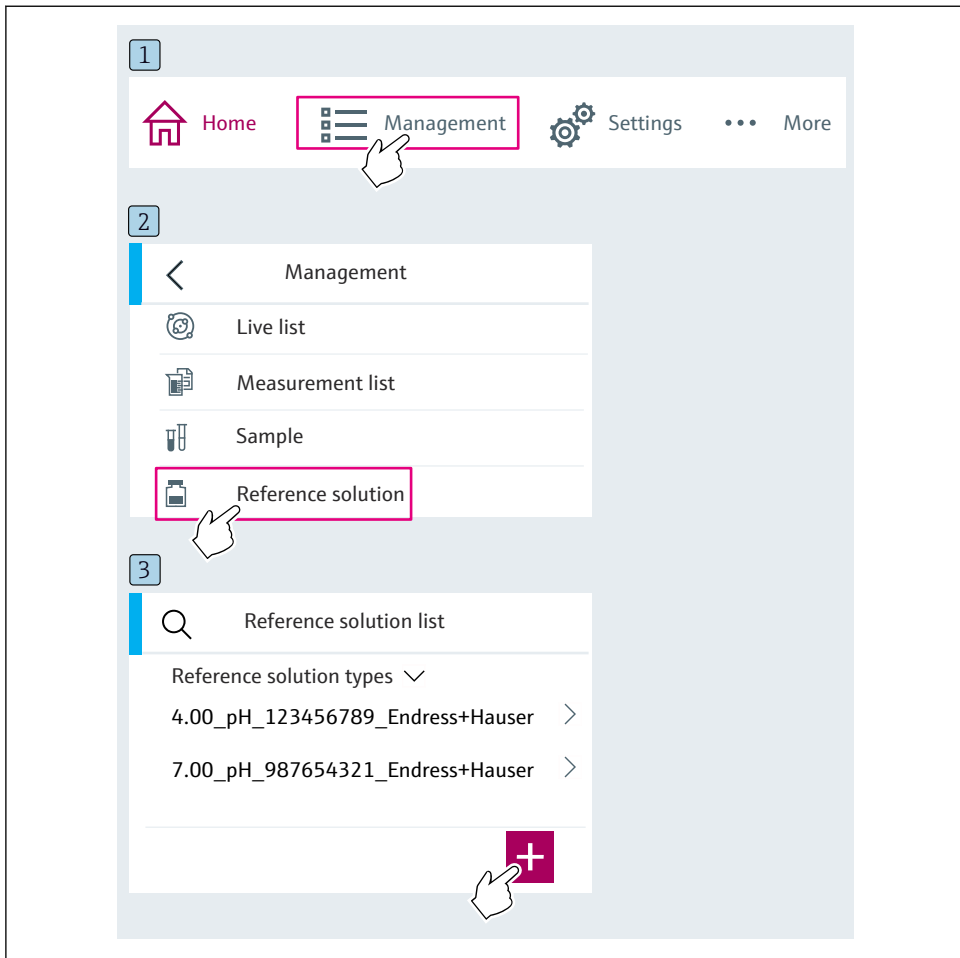 1
Home Management Settings More
2
Management
Live list
Measurement list
Sample
Reference solution
3
Reference solution list
Reference solution types
4.00_pH_123456789_Endress+Hauser
7.00_pH_987654321_Endress+Hauser